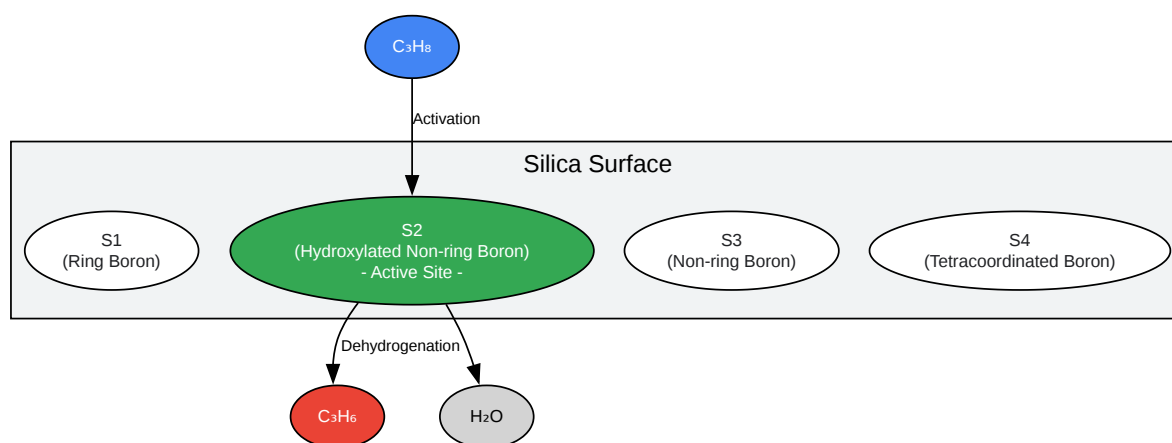 C₃H₈
Activation
Silica Surface
S1
(Ring Boron)
S2
(Hydroxylated Non-ring Boron)
- Active Site -
S3
(Non-ring Boron)
S4
(Tetracoordinated Boron)
Dehydrogenation
C₃H₆
H₂O